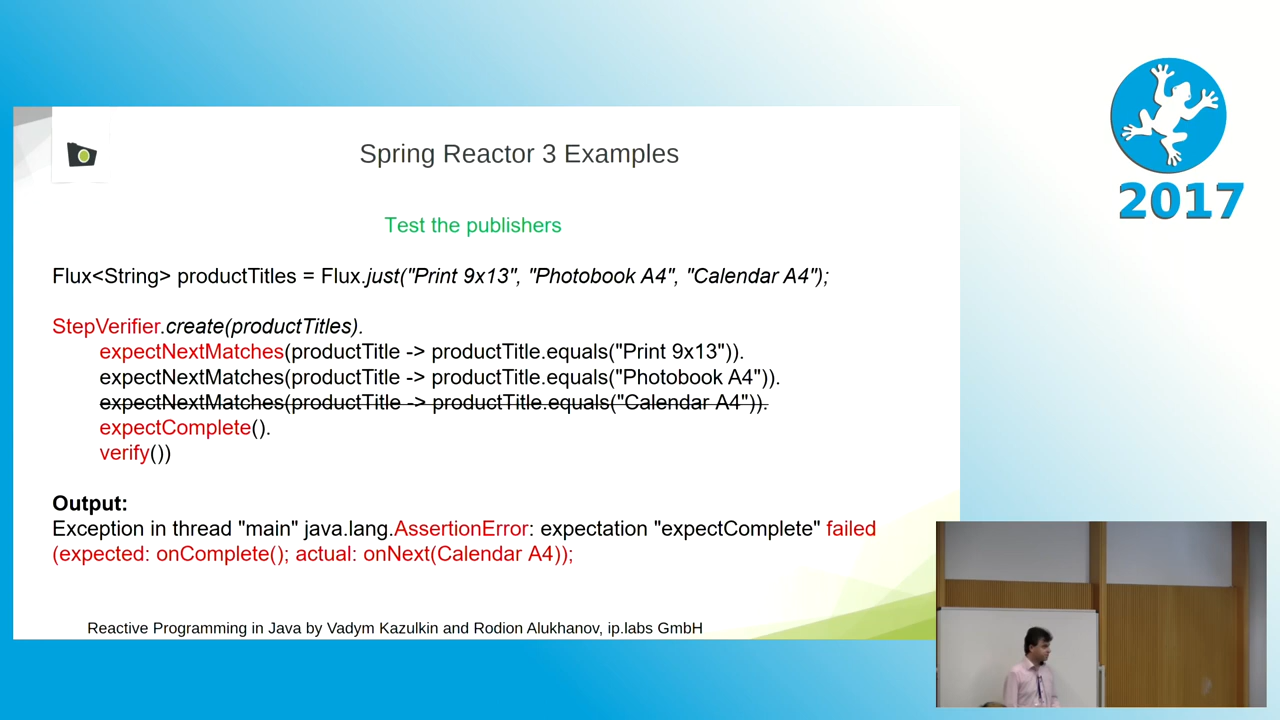 2017
Spring Reactor 3 Examples
Test the publishers
Flux<String> productTitles = Flux.just("Print 9x13", "Photobook A4", "Calendar A4");
StepVerifier.create(productTitles).
expectNextMatches(productTitle -> productTitle.equals("Print 9x13")).
expectNextMatches(productTitle -> productTitle.equals("Photobook A4")).
expectNextMatches(productTitle -> productTitle.equals("Calendar A4")).
expectComplete().
verify())
Output:
Exception in thread "main" java.lang.AssertionError: expectation "expectComplete" failed
(expected: onComplete(); actual: onNext(Calendar A4));
Reactive Programming in Java by Vadym Kazulkin and Rodion Alukhanov, ip.labs GmbH